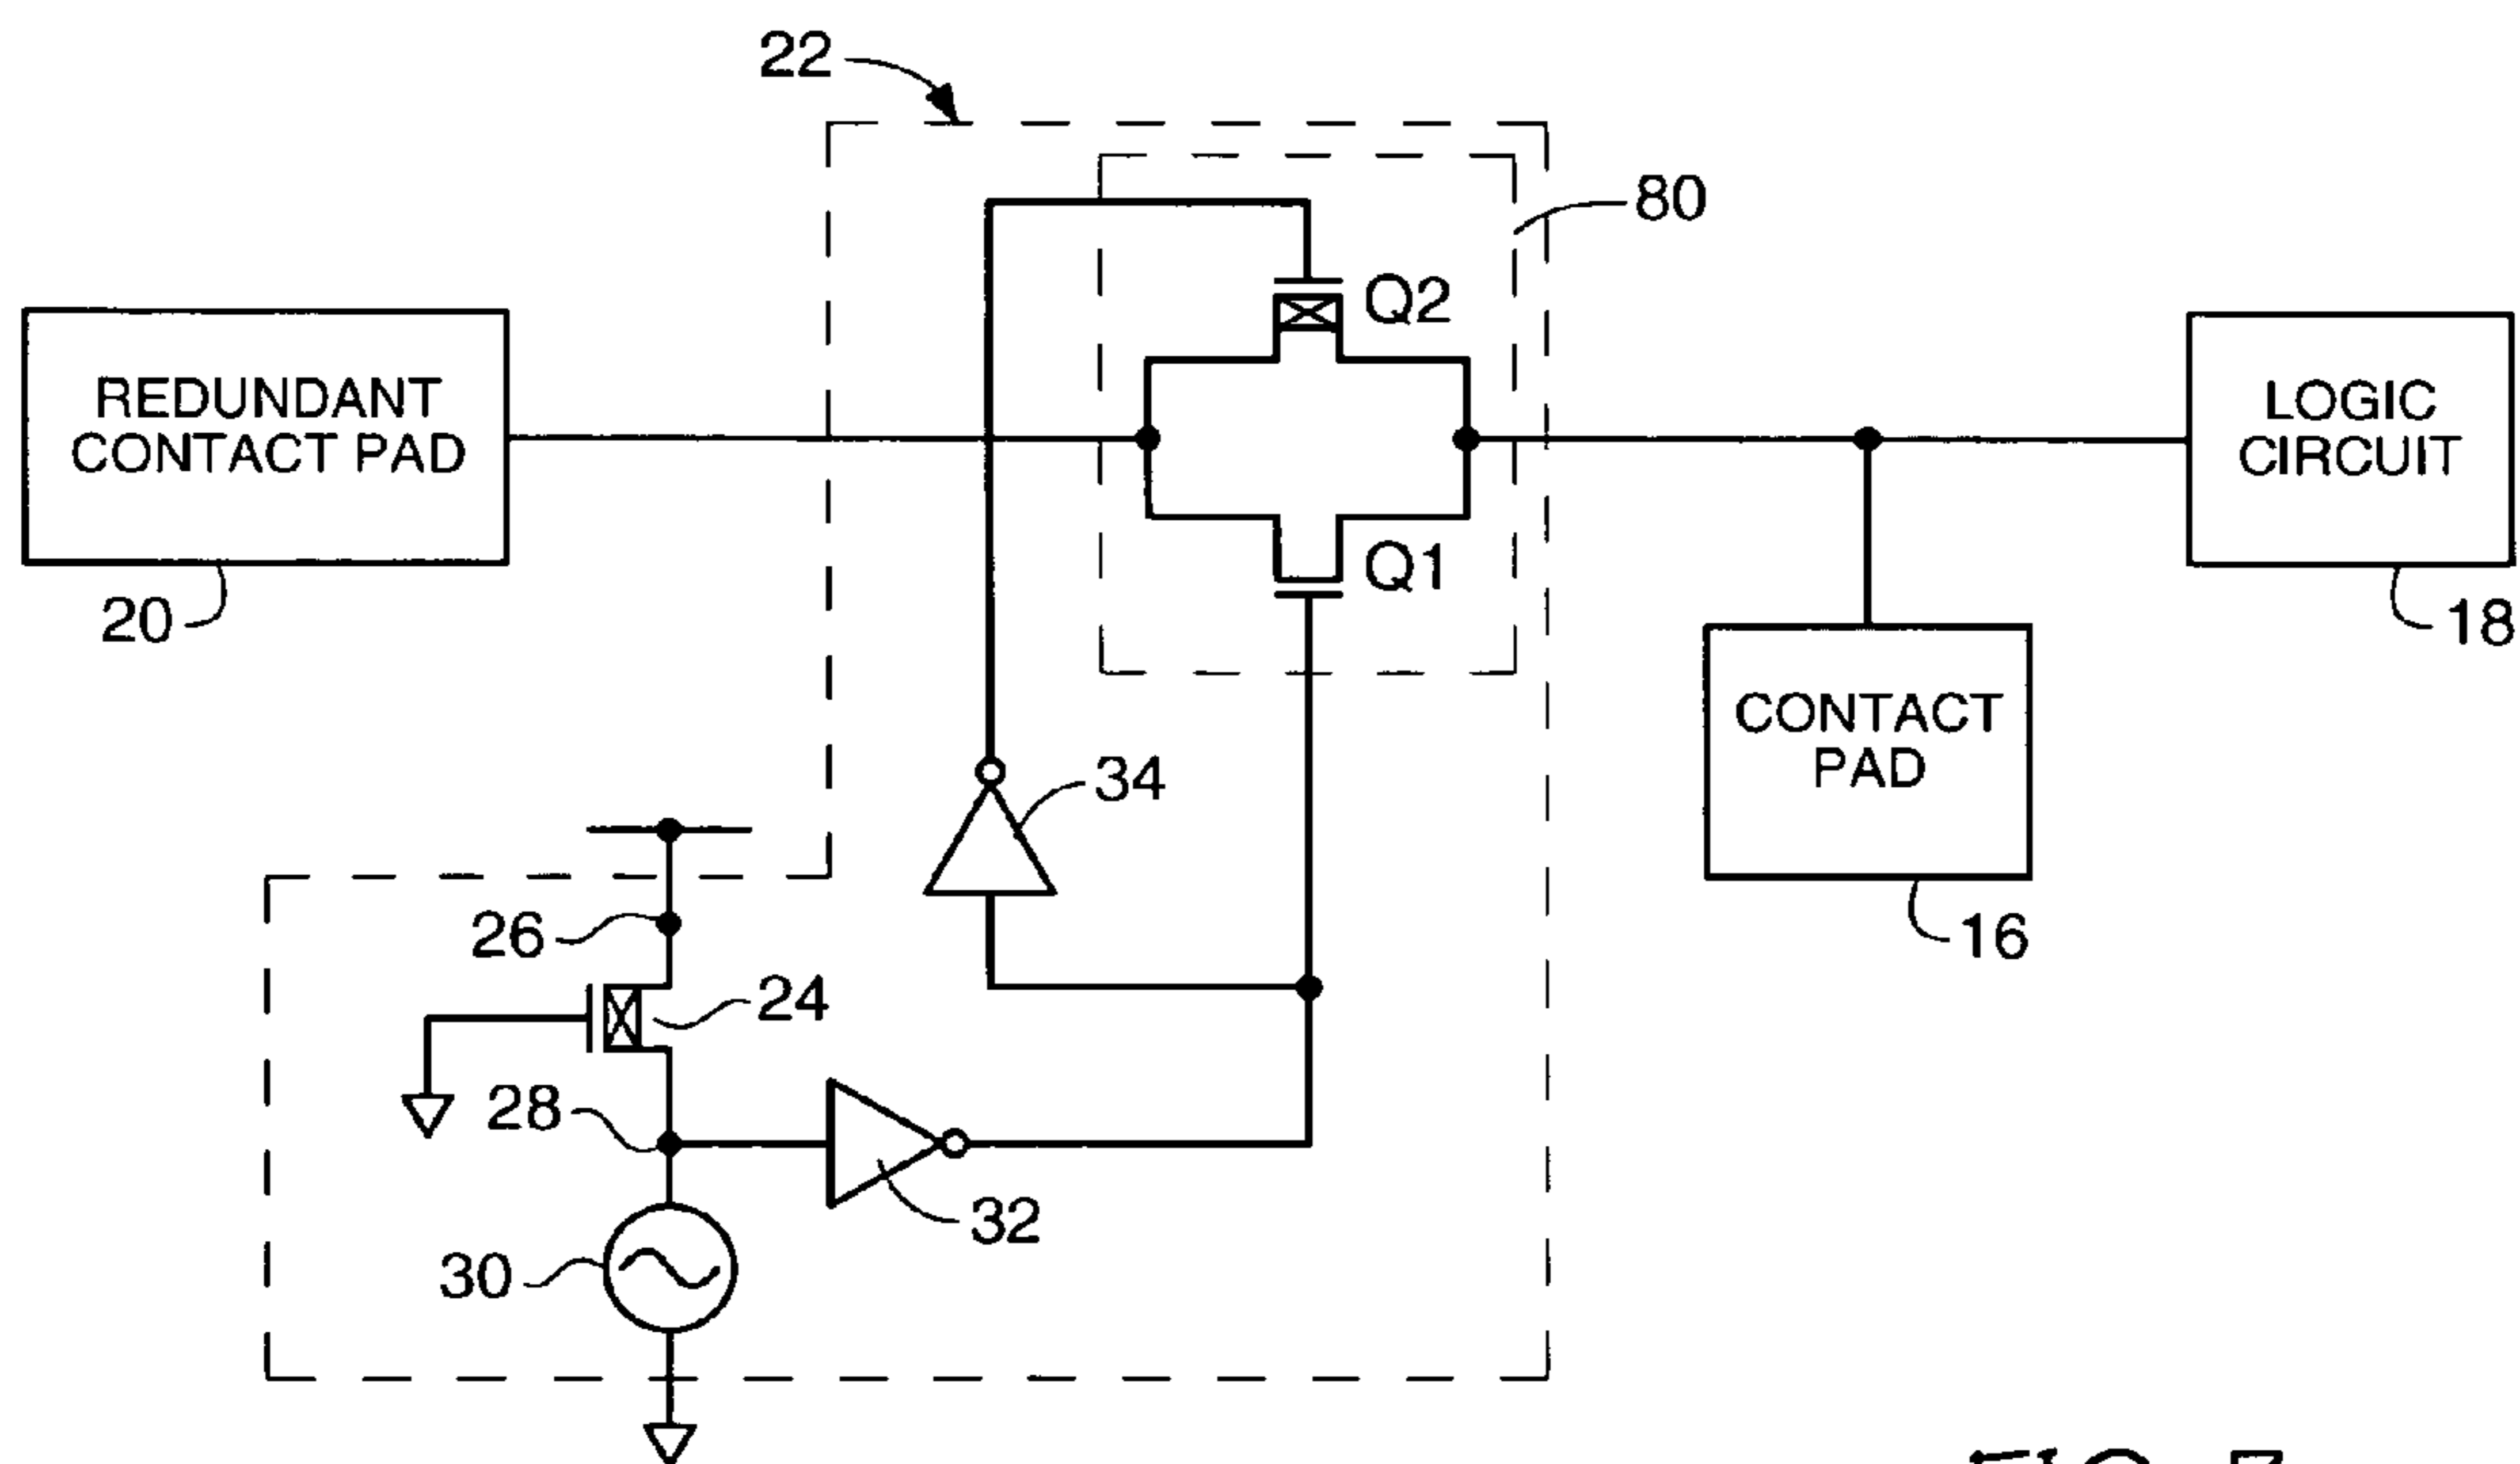 22
80
Q2
REDUNDANT
CONTACT PAD
LOGIC
CIRCUIT
Q1
20
18
CONTACT
PAD
34
26
16
24
28
32
30